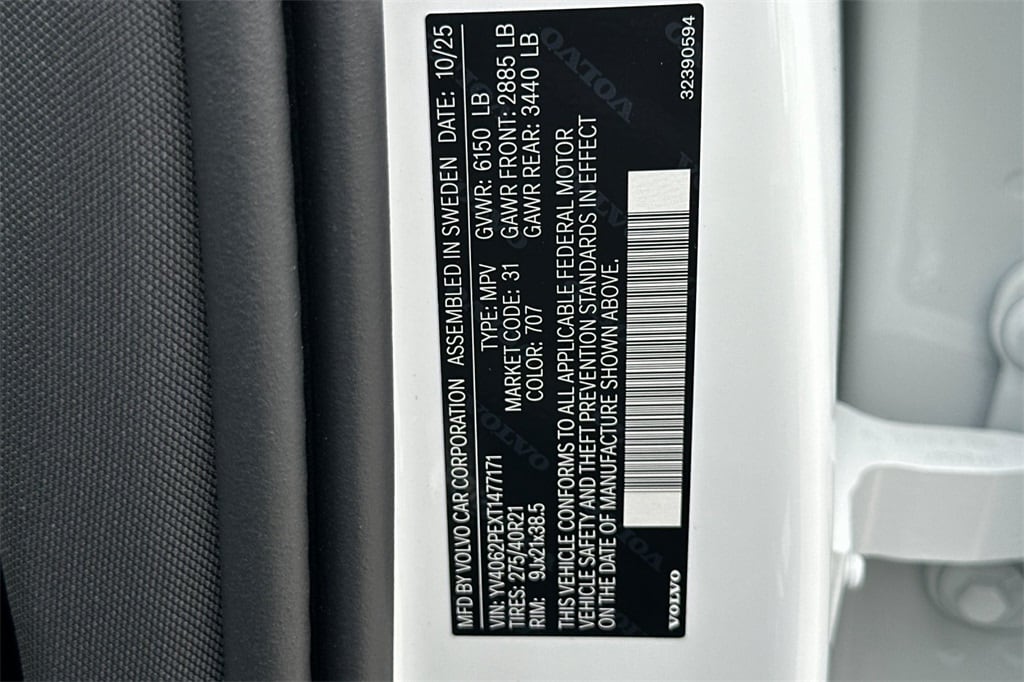 MFD BY VOLVO CAR CORPORATION ASSEMBLED IN SWEDEN DATE: 10/25
VIN: YV4062PEXT1477171 TYPE: MPV GVWR: 6150 LB
TIRES: 275/40R21 MARKET CODE: 31 GAWR FRONT: 2885 LB
RIM: 9Jx21x38.5 COLOR: 707 GAWR REAR: 3440 LB
THIS VEHICLE CONFORMS TO ALL APPLICABLE FEDERAL MOTOR
VEHICLE SAFETY AND THEFT PREVENTION STANDARDS IN EFFECT
ON THE DATE OF MANUFACTURE SHOWN ABOVE.
VOLVO 32390594